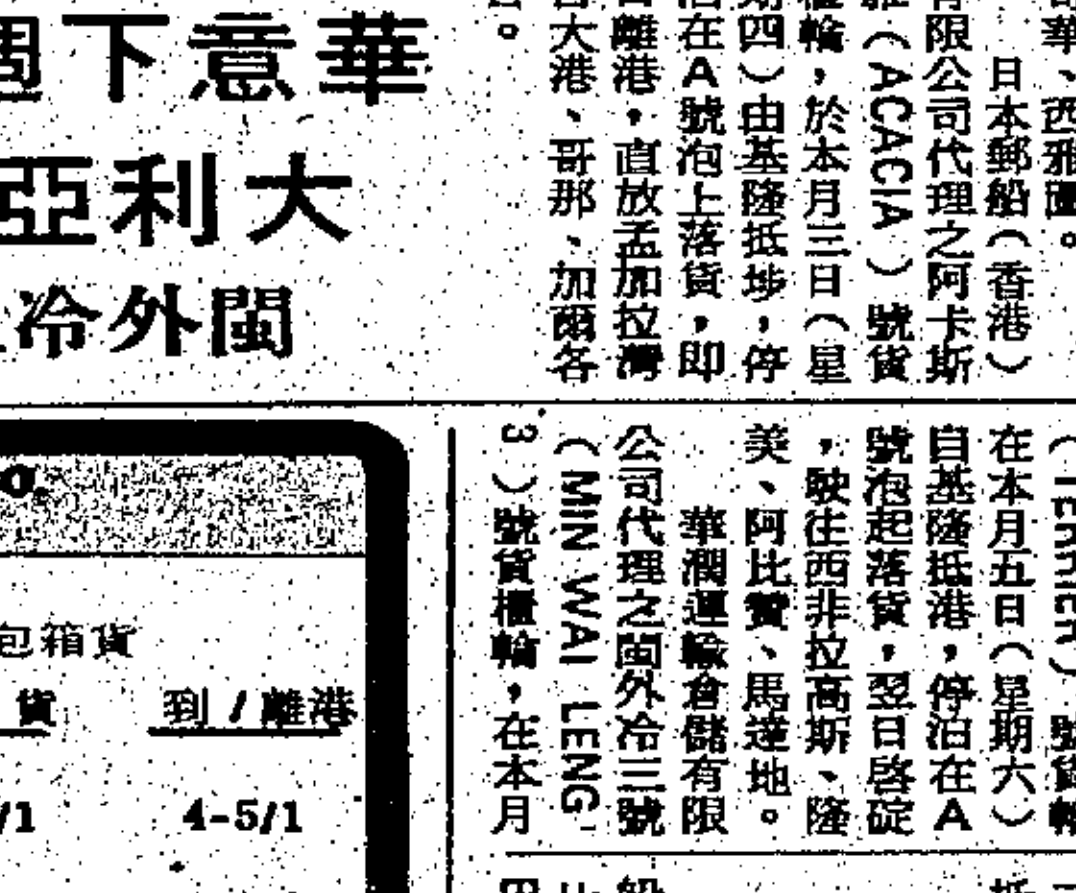 華、西雅圖。
日本郵船（香港）
有限公司代理之阿卡斯
（ACACIA）號貨
櫃輪，於本月三日（星
期四）由基隆抵埗，停
泊在A號泡上落貨，即
日離港，直放孟加拉灣
大港、哥那、加爾各
。
華意下週
大利亞
閩外冷
（TERRIER）號貨輪
在本月五日（星期六）
自基隆抵港，停泊在A
號泡起落貨，翌日啓碇
，駛往西非拉高斯、隆
美、阿比贊、馬達地。
華潤運輸倉儲有限
公司代理之閩外冷三號
（MIN WAI LENG
3）號貨櫃輪，在本月
o.
包箱貨
貨 到/離港
/1 4-5/1
船